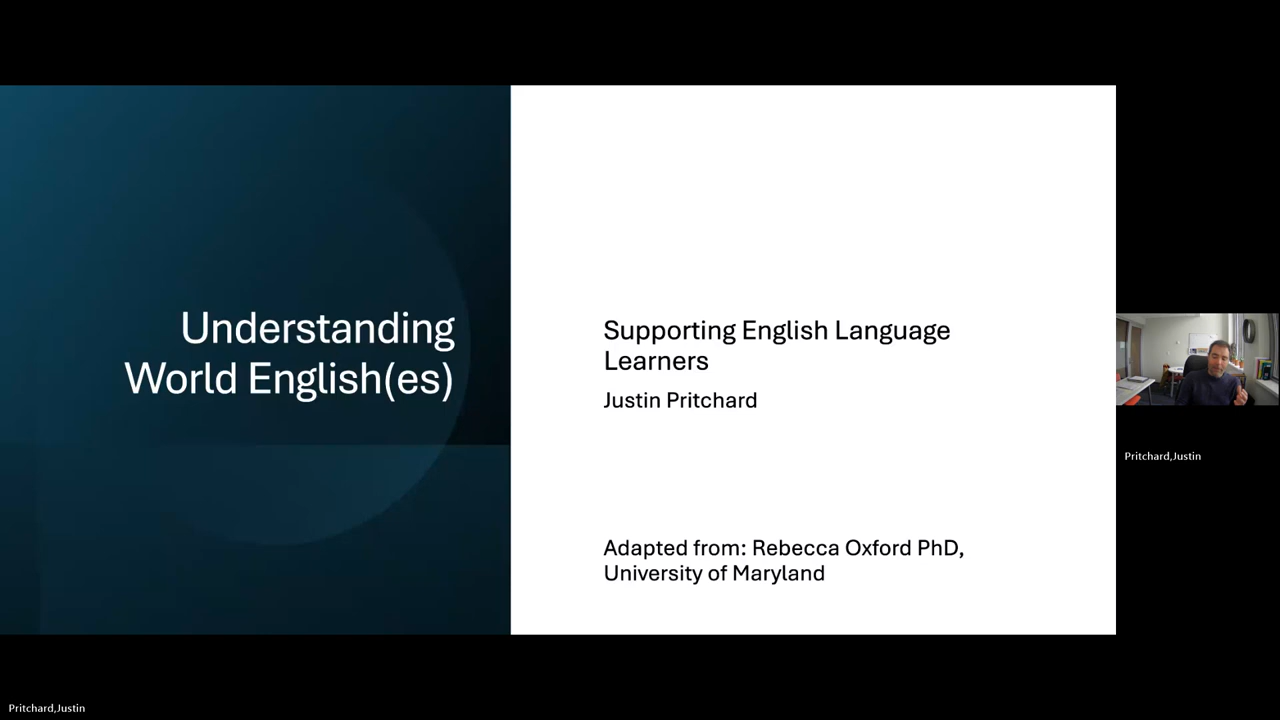 Understanding
World English(es)
Supporting English Language
Learners
Justin Pritchard
Adapted from: Rebecca Oxford PhD,
University of Maryland
Pritchard,Justin
Pritchard,Justin